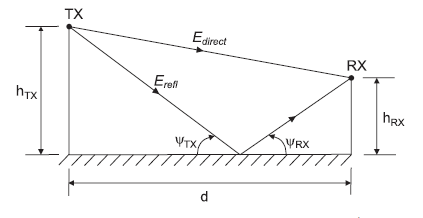 TX
E_direct
RX
E_refl
h_TX
h_RX
ψ_TX
ψ_RX
d